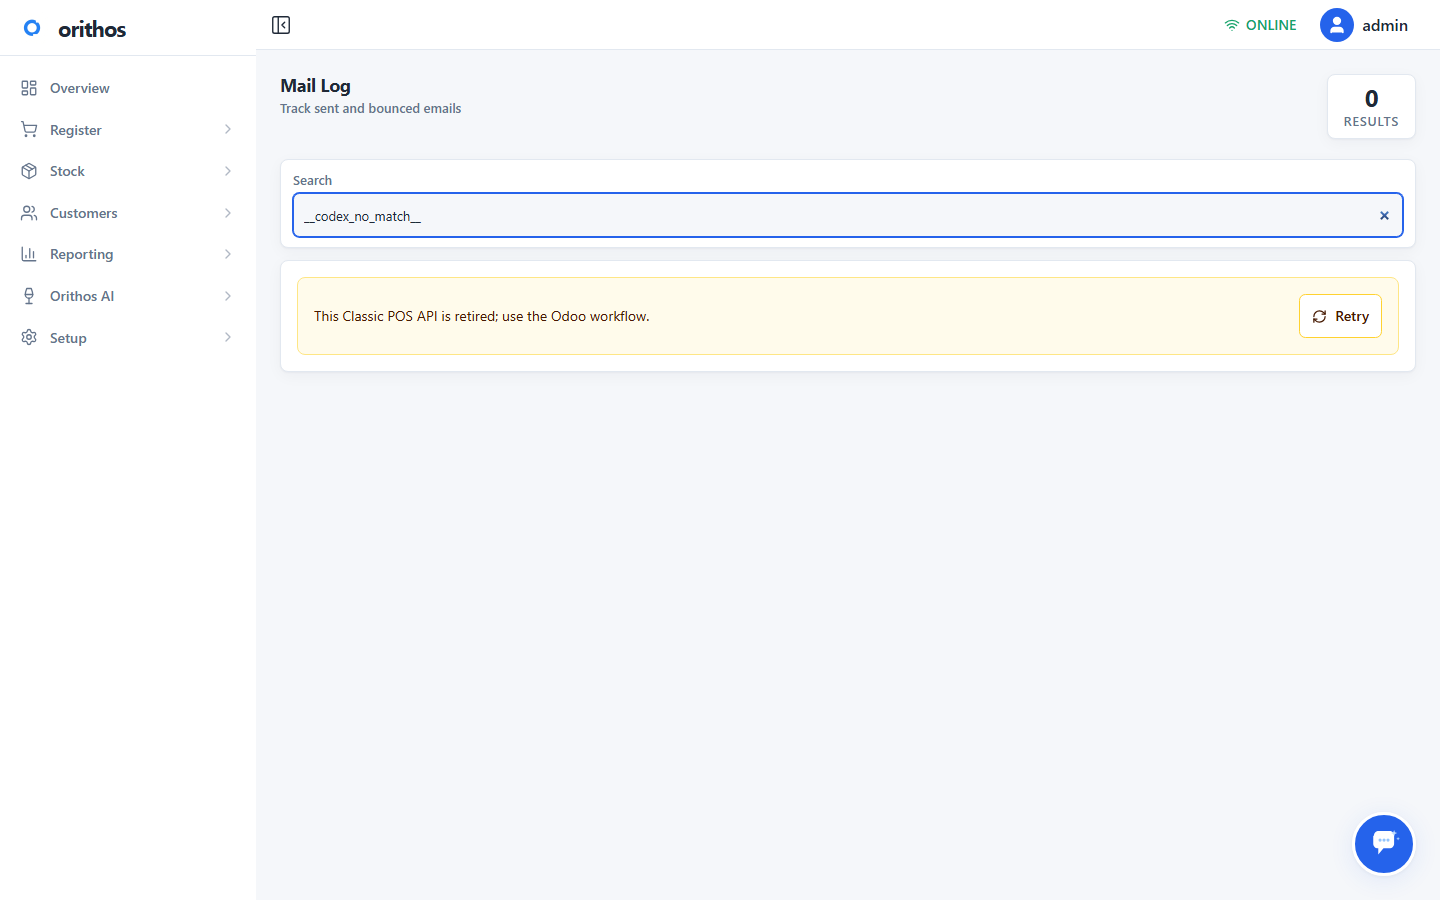 orithos
ONLINE
admin
Overview
Register
Stock
Customers
Reporting
Orithos AI
Setup
Mail Log
Track sent and bounced emails
0
RESULTS
Search
__codex_no_match__
This Classic POS API is retired; use the Odoo workflow.
Retry